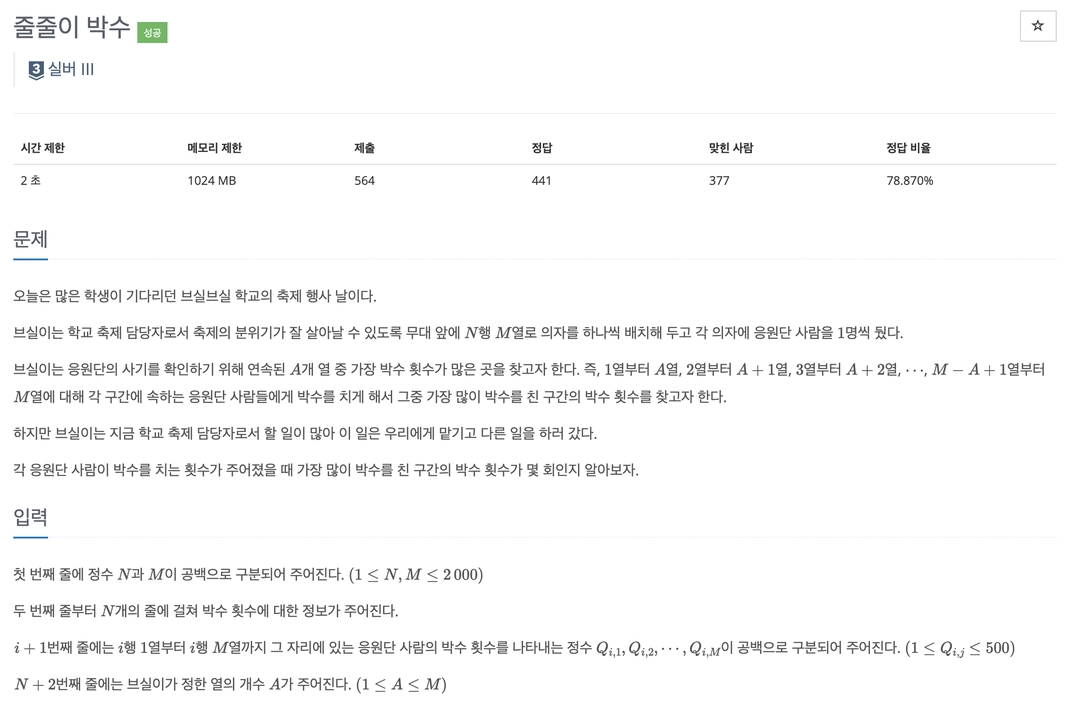 줄줄이 박수 성공
☆
3 실버 III
시간 제한 메모리 제한 제출 정답 맞힌 사람 정답 비율
2 초 1024 MB 564 441 377 78.870%
문제
오늘은 많은 학생이 기다리던 브실브실 학교의 축제 행사 날이다.
브실이는 학교 축제 담당자로서 축제의 분위기가 잘 살아날 수 있도록 무대 앞에 N행 M열로 의자를 하나씩 배치해 두고 각 의자에 응원단 사람을 1명씩 뒀다.
브실이는 응원단의 사기를 확인하기 위해 연속된 A개 열 중 가장 박수 횟수가 많은 곳을 찾고자 한다. 즉, 1열부터 A열, 2열부터 A + 1열, 3열부터 A + 2열, ⋯, M − A + 1열부터
M열에 대해 각 구간에 속하는 응원단 사람들에게 박수를 치게 해서 그중 가장 많이 박수를 친 구간의 박수 횟수를 찾고자 한다.
하지만 브실이는 지금 학교 축제 담당자로서 할 일이 많아 이 일은 우리에게 맡기고 다른 일을 하러 갔다.
각 응원단 사람이 박수를 치는 횟수가 주어졌을 때 가장 많이 박수를 친 구간의 박수 횟수가 몇 회인지 알아보자.
입력
첫 번째 줄에 정수 N과 M이 공백으로 구분되어 주어진다. (1 ≤ N, M ≤ 2 000)
두 번째 줄부터 N개의 줄에 걸쳐 박수 횟수에 대한 정보가 주어진다.
i + 1번째 줄에는 i행 1열부터 i행 M열까지 그 자리에 있는 응원단 사람의 박수 횟수를 나타내는 정수 Q_{i,1}, Q_{i,2}, ⋯, Q_{i,M}이 공백으로 구분되어 주어진다. (1 ≤ Q_{i,j} ≤ 500)
N + 2번째 줄에는 브실이가 정한 열의 개수 A가 주어진다. (1 ≤ A ≤ M)